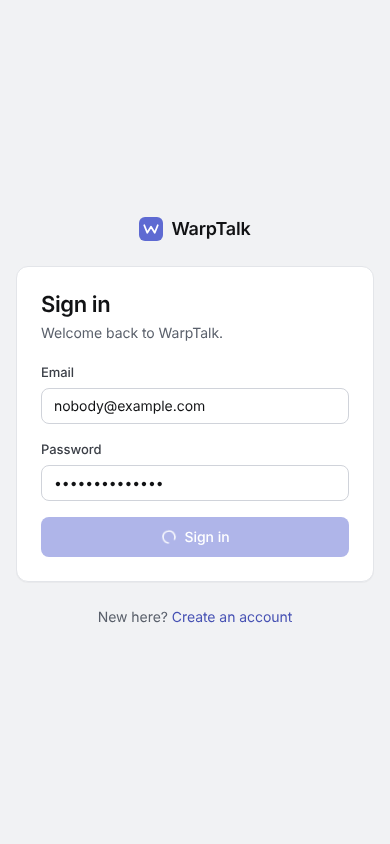 WarpTalk
Sign in
Welcome back to WarpTalk.
Email
nobody@example.com
Password
••••••••••••••
Sign in
New here? Create an account